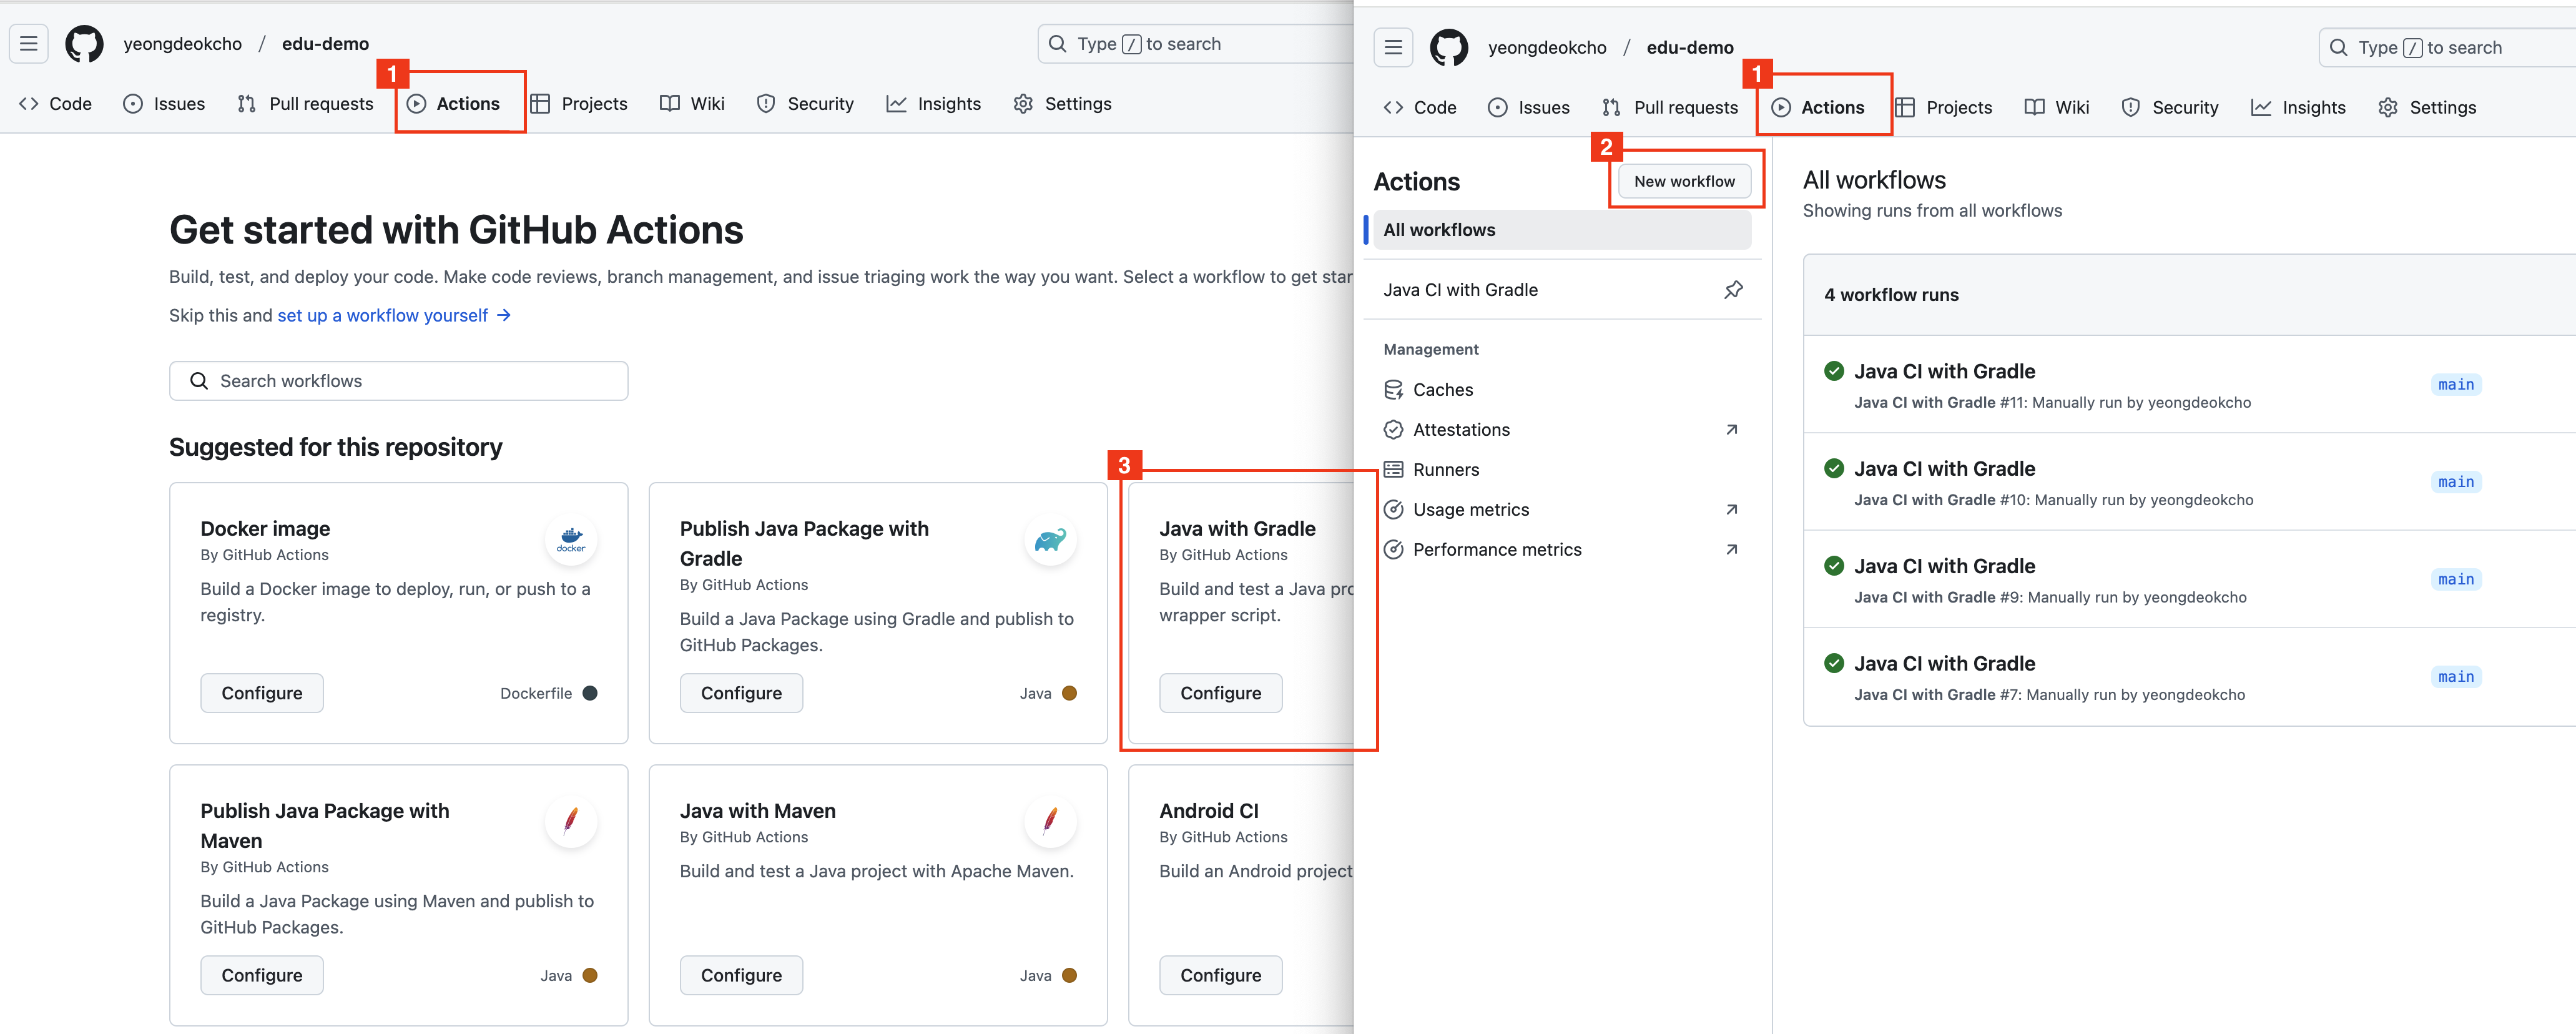 yeongdeokcho / edu-demo
Type / to search
1
Code Issues Pull requests Actions Projects Wiki Security Insights Settings
Get started with GitHub Actions
Build, test, and deploy your code. Make code reviews, branch management, and issue triaging work the way you want. Select a workflow to get star
Skip this and set up a workflow yourself →
Search workflows
Suggested for this repository
Docker image
By GitHub Actions
Build a Docker image to deploy, run, or push to a
registry.
Configure
Dockerfile
docker
Publish Java Package with
Gradle
By GitHub Actions
Build a Java Package using Gradle and publish to
GitHub Packages.
Configure
Java
3
Java with Gradle
By GitHub Actions
Build and test a Java pro
wrapper script.
Configure
Publish Java Package with
Maven
By GitHub Actions
Build a Java Package using Maven and publish to
GitHub Packages.
Configure
Java
Java with Maven
By GitHub Actions
Build and test a Java project with Apache Maven.
Configure
Java
Android CI
By GitHub Actions
Build an Android project
Configure
yeongdeokcho / edu-demo
Type / to search
1
Code Issues Pull requests Actions Projects Wiki Security Insights Settings
2
Actions
New workflow
All workflows
Java CI with Gradle
Management
Caches
Attestations
Runners
Usage metrics
Performance metrics
All workflows
Showing runs from all workflows
4 workflow runs
Java CI with Gradle
main
Java CI with Gradle #11: Manually run by yeongdeokcho
Java CI with Gradle
main
Java CI with Gradle #10: Manually run by yeongdeokcho
Java CI with Gradle
main
Java CI with Gradle #9: Manually run by yeongdeokcho
Java CI with Gradle
main
Java CI with Gradle #7: Manually run by yeongdeokcho